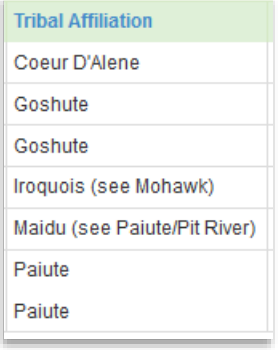 Tribal Affiliation
Coeur D'Alene
Goshute
Goshute
Iroquois (see Mohawk)
Maidu (see Paiute/Pit River)
Paiute
Paiute